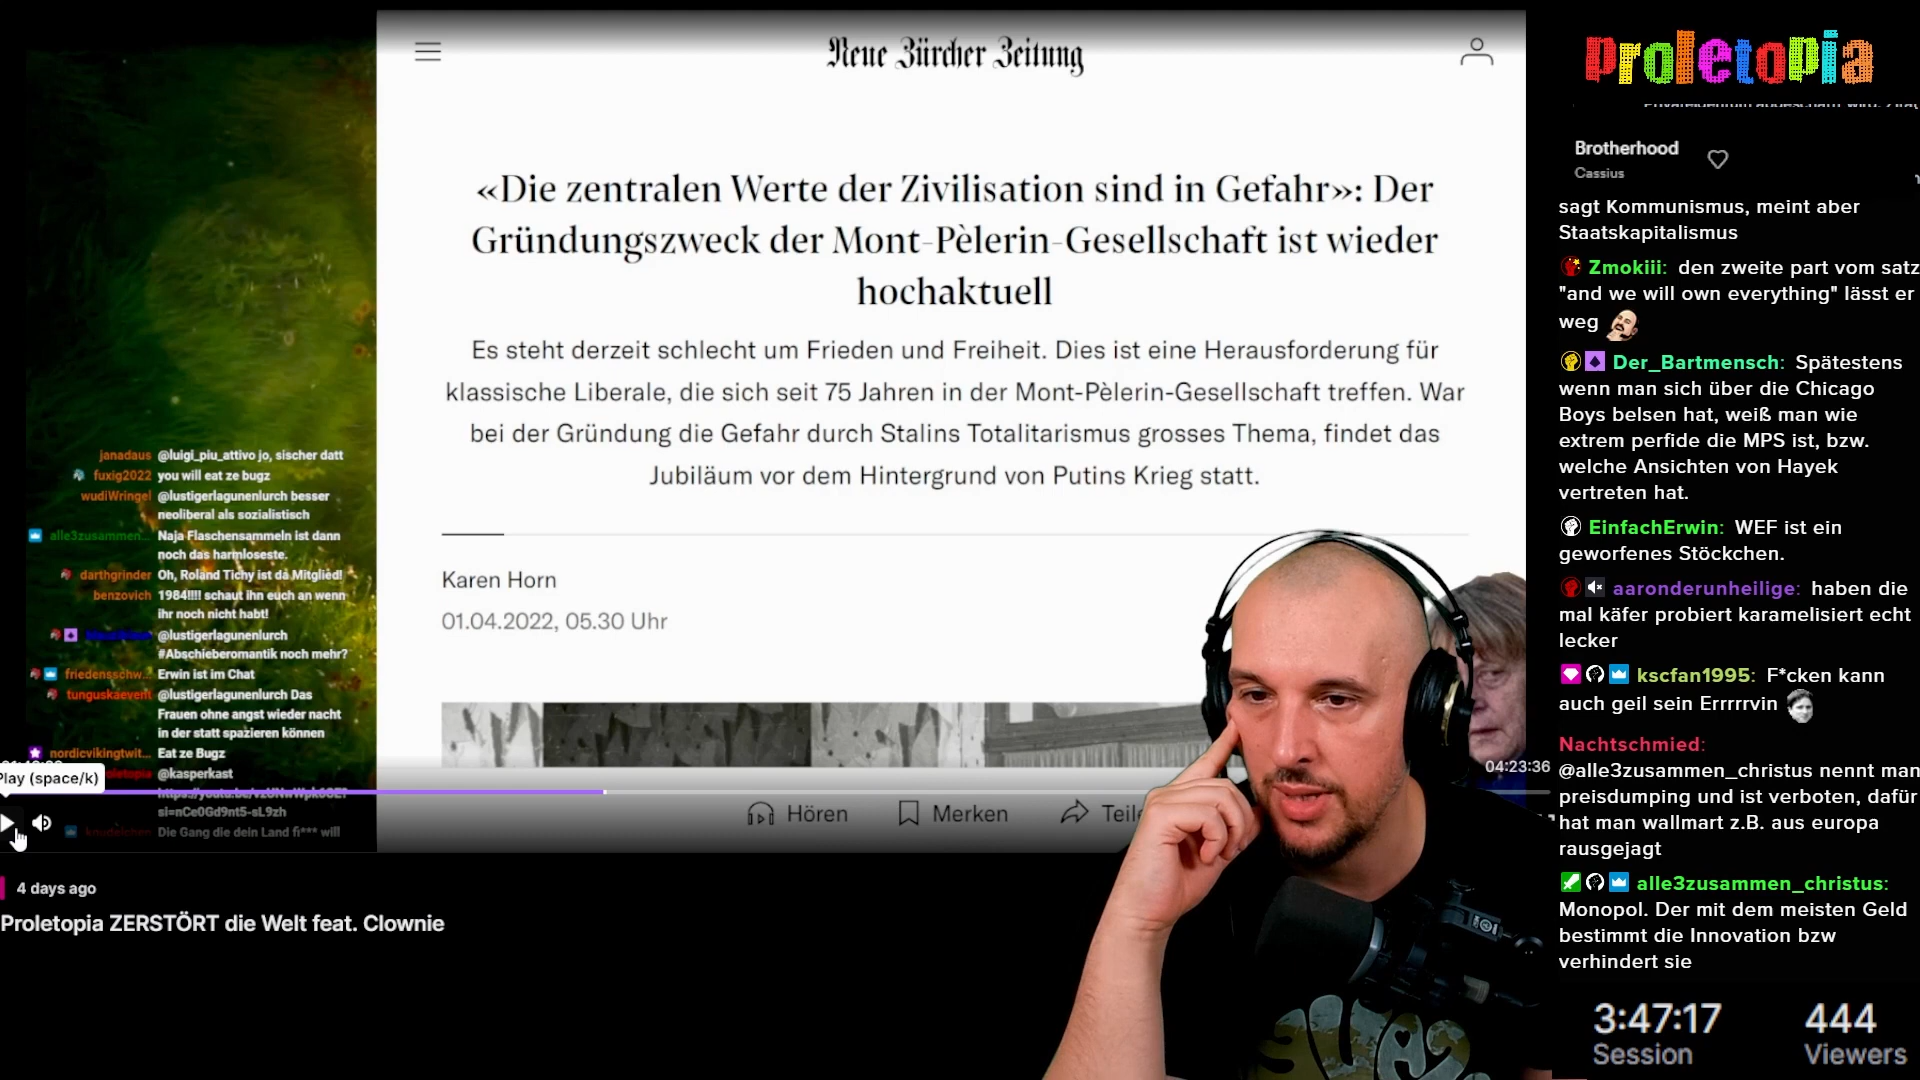 Neue Zürcher Zeitung
«Die zentralen Werte der Zivilisation sind in Gefahr»: Der
Gründungszweck der Mont-Pèlerin-Gesellschaft ist wieder
hochaktuell
Es steht derzeit schlecht um Frieden und Freiheit. Dies ist eine Herausforderung für
klassische Liberale, die sich seit 75 Jahren in der Mont-Pèlerin-Gesellschaft treffen. War
bei der Gründung die Gefahr durch Stalins Totalitarismus grosses Thema, findet das
Jubiläum vor dem Hintergrund von Putins Krieg statt.
Karen Horn
01.04.2022, 05.30 Uhr
Hören
Merken
Teile
04:23:36
janadaus @luigi_piu_attivo jo, sischer datt
fuxig2022 you will eat ze bugz
wudiWringel @lustigerlagunenlurch besser
neoliberal als sozialistisch
alle3zusammen... Naja Flaschensammeln ist dann
noch das harmloseste.
darthgrinder Oh, Roland Tichy ist da Mitglied!
benzovich 1984!!!! schaut ihn euch an wenn
ihr noch nicht habt!
@lustigerlagunenlurch
#Abschieberomantik noch mehr?
friedensschw... Erwin ist im Chat
tunguskaevent @lustigerlagunenlurch Das
Frauen ohne angst wieder nacht
in der statt spazieren können
nordicvikingtwit... Eat ze Bugz
@kasperkast
Play (space/k)
si=nCe0Gd9nt5-sL9zh
Die Gang die dein Land fi*** will
4 days ago
Proletopia ZERSTÖRT die Welt feat. Clownie
Proletopia
Brotherhood
Cassius
sagt Kommunismus, meint aber
Staatskapitalismus
Zmokiii: den zweite part vom satz
"and we will own everything" lässt er
weg
Der_Bartmensch: Spätestens
wenn man sich über die Chicago
Boys belsen hat, weiß man wie
extrem perfide die MPS ist, bzw.
welche Ansichten von Hayek
vertreten hat.
EinfachErwin: WEF ist ein
geworfenes Stöckchen.
aaronderunheilige: haben die
mal käfer probiert karamelisiert echt
lecker
kscfan1995: F*cken kann
auch geil sein Errrrrvin
Nachtschmied:
@alle3zusammen_christus nennt man
preisdumping und ist verboten, dafür
hat man wallmart z.B. aus europa
rausgejagt
alle3zusammen_christus:
Monopol. Der mit dem meisten Geld
bestimmt die Innovation bzw
verhindert sie
3:47:17
Session
444
Viewers